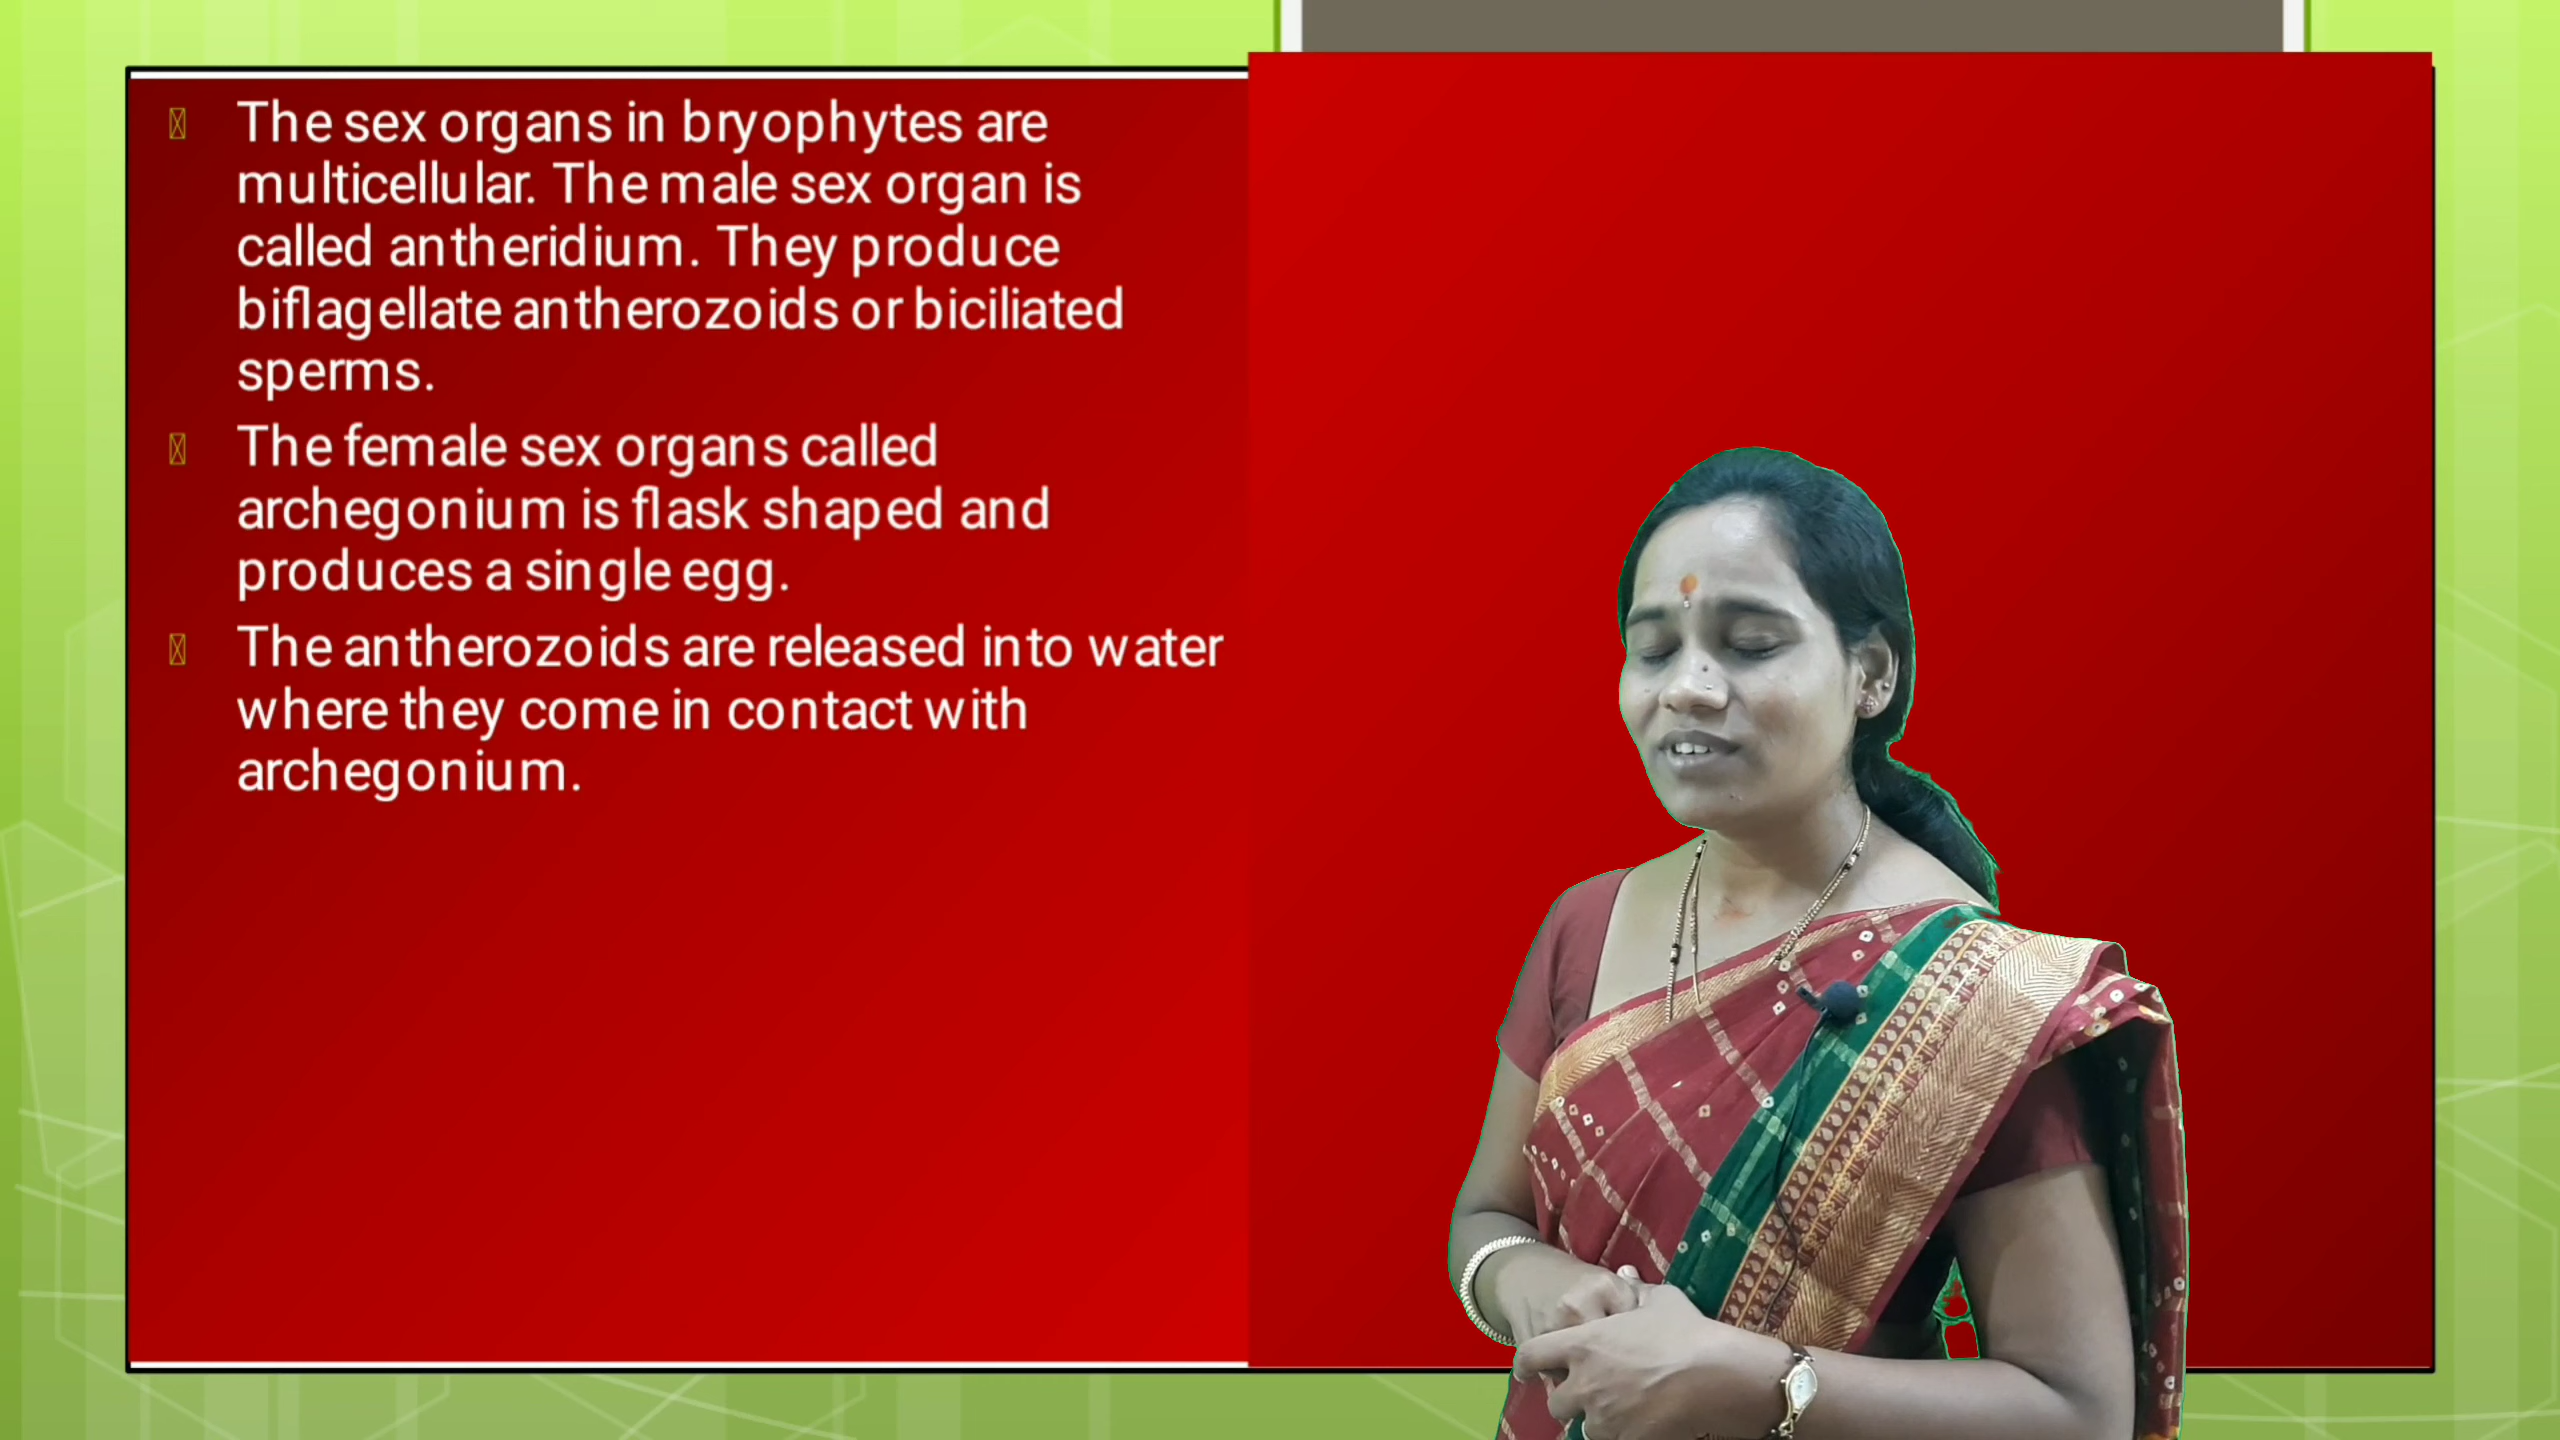 The sex organs in bryophytes are
multicellular. The male sex organ is
called antheridium. They produce
biflagellate antherozoids or biciliated
sperms.
The female sex organs called
archegonium is flask shaped and
produces a single egg.
The antherozoids are released into water
where they come in contact with
archegonium.